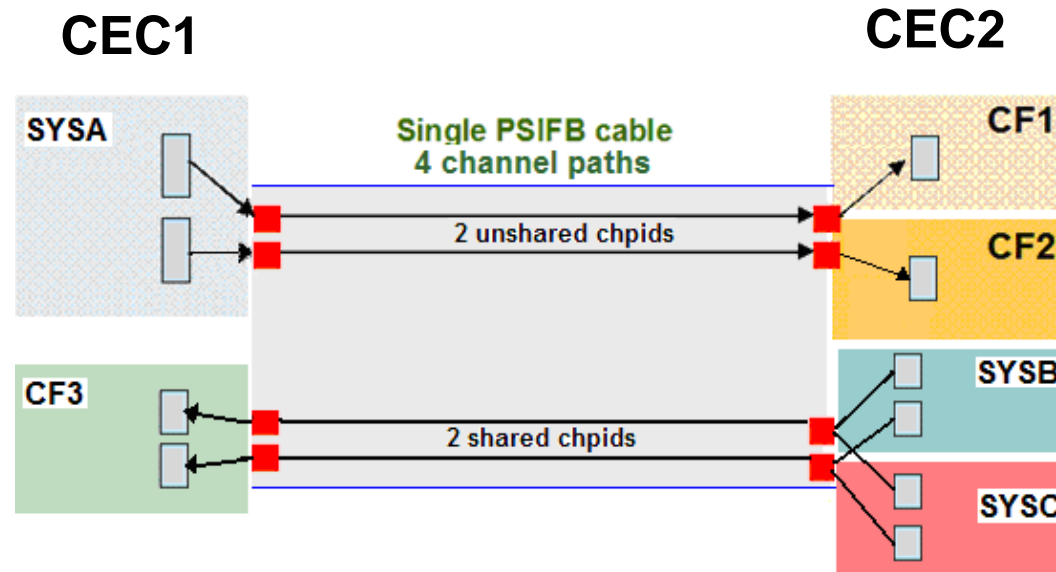 CEC1
CEC2
SYSA
Single PSIFB cable
4 channel paths
CF1
2 unshared chpids
CF2
SYSB
CF3
2 shared chpids
SYSC